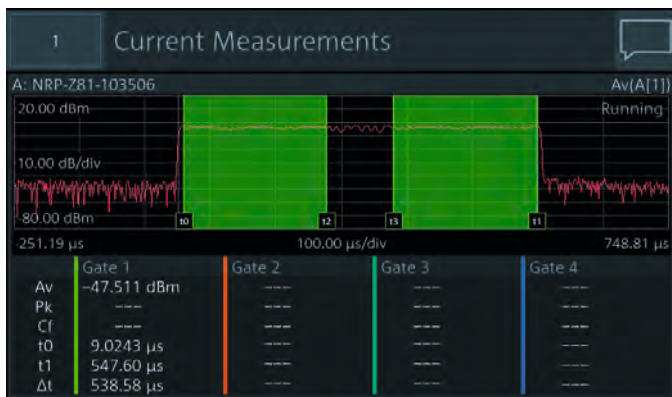 1 Current Measurements
A: NRP-Z81-103506 Av(A[1])
20.00 dBm Running
10.00 dB/div
-80.00 dBm t0 t2 t3 t1
-251.19 µs 100.00 µs/div 748.81 µs
Gate 1 Gate 2 Gate 3 Gate 4
Av −47.511 dBm --- --- ---
Pk --- --- --- ---
Cf --- --- --- ---
t0 9.0243 µs --- --- ---
t1 547.60 µs --- --- ---
Δt 538.58 µs --- --- ---